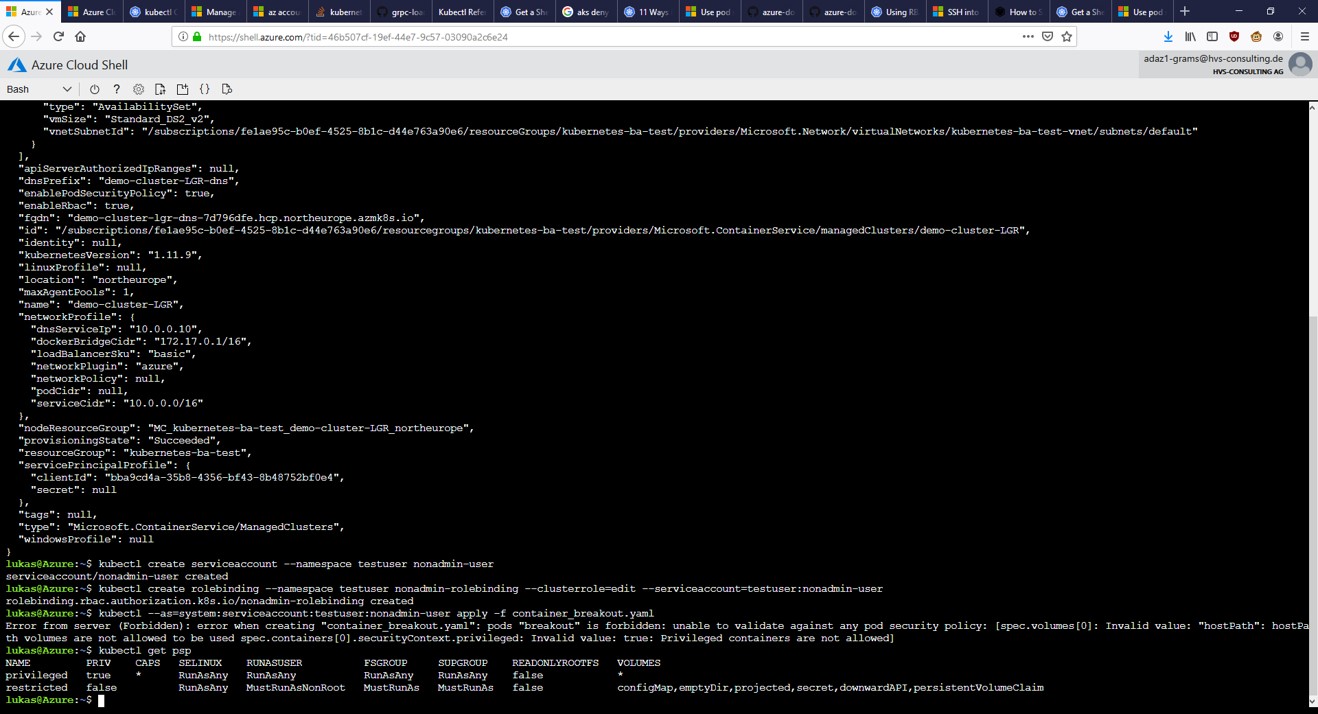 Azure
Azure Cl
kubectl C
Manage
az accou
kubernet
grpc-loa
Kubectl Refe
Get a She
aks deny
11 Ways
Use pod
azure-do
azure-do
Using RB
SSH into
How to S
Get a She
Use pod
https://shell.azure.com/?tid=46b507cf-19ef-44e7-9c57-03090a2c6e24
Azure Cloud Shell
adaz1-grams@hvs-consulting.de
HVS-CONSULTING AG
Bash
"type": "AvailabilitySet",
"vmSize": "Standard_DS2_v2",
"vnetSubnetId": "/subscriptions/fe1ae95c-b0ef-4525-8b1c-d44e763a90e6/resourceGroups/kubernetes-ba-test/providers/Microsoft.Network/virtualNetworks/kubernetes-ba-test-vnet/subnets/default"
}
],
"apiServerAuthorizedIpRanges": null,
"dnsPrefix": "demo-cluster-LGR-dns",
"enablePodSecurityPolicy": true,
"enableRbac": true,
"fqdn": "demo-cluster-lgr-dns-7d796dfe.hcp.northeurope.azmk8s.io",
"id": "/subscriptions/fe1ae95c-b0ef-4525-8b1c-d44e763a90e6/resourcegroups/kubernetes-ba-test/providers/Microsoft.ContainerService/managedClusters/demo-cluster-LGR",
"identity": null,
"kubernetesVersion": "1.11.9",
"linuxProfile": null,
"location": "northeurope",
"maxAgentPools": 1,
"name": "demo-cluster-LGR",
"networkProfile": {
"dnsServiceIp": "10.0.0.10",
"dockerBridgeCidr": "172.17.0.1/16",
"loadBalancerSku": "basic",
"networkPlugin": "azure",
"networkPolicy": null,
"podCidr": null,
"serviceCidr": "10.0.0.0/16"
},
"nodeResourceGroup": "MC_kubernetes-ba-test_demo-cluster-LGR_northeurope",
"provisioningState": "Succeeded",
"resourceGroup": "kubernetes-ba-test",
"servicePrincipalProfile": {
"clientId": "bba9cd4a-35b8-4356-bf43-8b48752bf0e4",
"secret": null
},
"tags": null,
"type": "Microsoft.ContainerService/ManagedClusters",
"windowsProfile": null
}
lukas@Azure:~$ kubectl create serviceaccount --namespace testuser nonadmin-user
serviceaccount/nonadmin-user created
lukas@Azure:~$ kubectl create rolebinding --namespace testuser nonadmin-rolebinding --clusterrole=edit --serviceaccount=testuser:nonadmin-user
rolebinding.rbac.authorization.k8s.io/nonadmin-rolebinding created
lukas@Azure:~$ kubectl --as=system:serviceaccount:testuser:nonadmin-user apply -f container_breakout.yaml
Error from server (Forbidden): error when creating "container_breakout.yaml": pods "breakout" is forbidden: unable to validate against any pod security policy: [spec.volumes[0]: Invalid value: "hostPath": hostPa
th volumes are not allowed to be used spec.containers[0].securityContext.privileged: Invalid value: true: Privileged containers are not allowed]
lukas@Azure:~$ kubectl get psp
NAME PRIV CAPS SELINUX RUNASUSER FSGROUP SUPGROUP READONLYROOTFS VOLUMES
privileged true * RunAsAny RunAsAny RunAsAny RunAsAny false *
restricted false RunAsAny MustRunAsNonRoot MustRunAs MustRunAs false configMap,emptyDir,projected,secret,downwardAPI,persistentVolumeClaim
lukas@Azure:~$